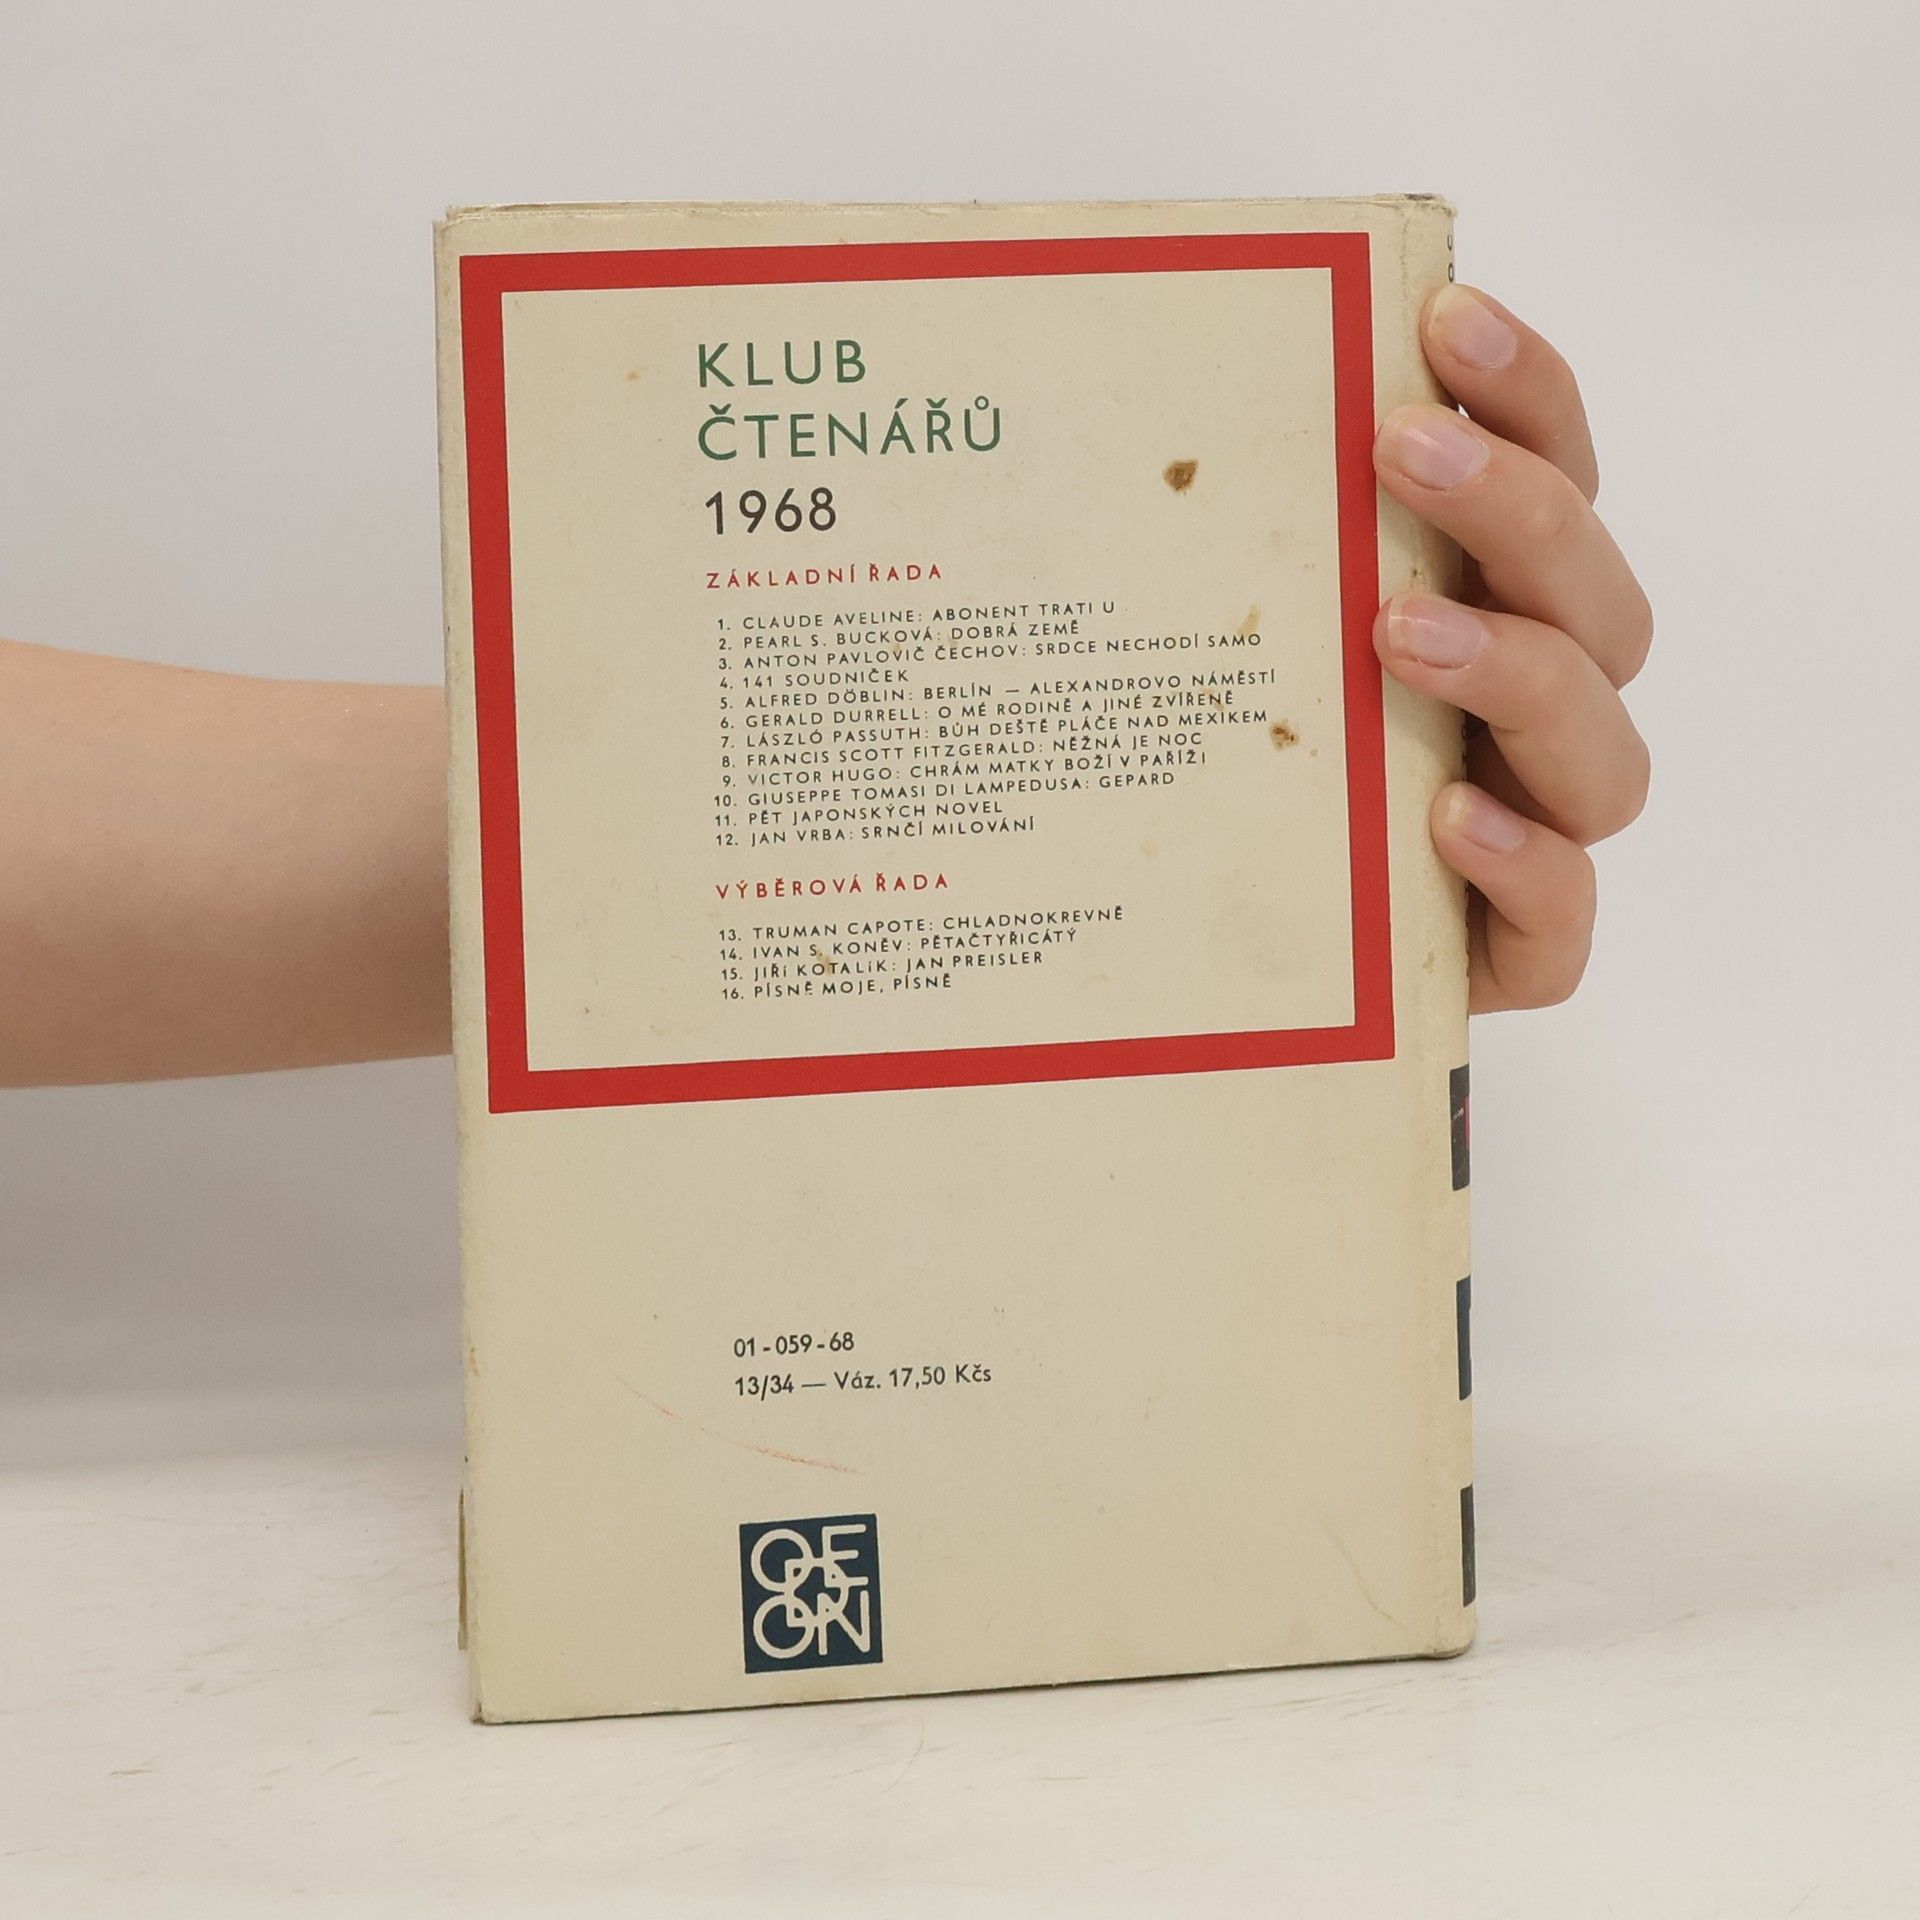 KLUB
ČTENÁŘŮ
1968
ZÁKLADNÍ ŘADA
1. CLAUDE AVELINE: ABONENT TRATI U
2. PEARL S. BUCKOVÁ: DOBRÁ ZEMĚ
3. ANTON PAVLOVIČ ČECHOV: SRDCE NECHODÍ SAMO
4. 141 SOUDNIČEK
5. ALFRED DÖBLIN: BERLÍN — ALEXANDROVO NÁMĚSTÍ
6. GERALD DURRELL: O MÉ RODINĚ A JINÉ ZVÍŘENĚ
7. LÁSZLÓ PASSUTH: BŮH DEŠTĚ PLÁČE NAD MEXIKEM
8. FRANCIS SCOTT FITZGERALD: NĚŽNÁ JE NOC
9. VICTOR HUGO: CHRÁM MATKY BOŽÍ V PAŘÍŽI
10. GIUSEPPE TOMASI DI LAMPEDUSA: GEPARD
11. PĚT JAPONSKÝCH NOVEL
12. JAN VRBA: SRNČÍ MILOVÁNÍ
VÝBĚROVÁ ŘADA
13. TRUMAN CAPOTE: CHLADNOKREVNĚ
14. IVAN S. KONĚV: PĚTAČTYŘICÁTÝ
15. JIŘÍ KOTALÍK: JAN PREISLER
16. PÍSNĚ MOJE, PÍSNĚ
01-059-68
13/34 — Váz. 17,50 Kčs
ODEON